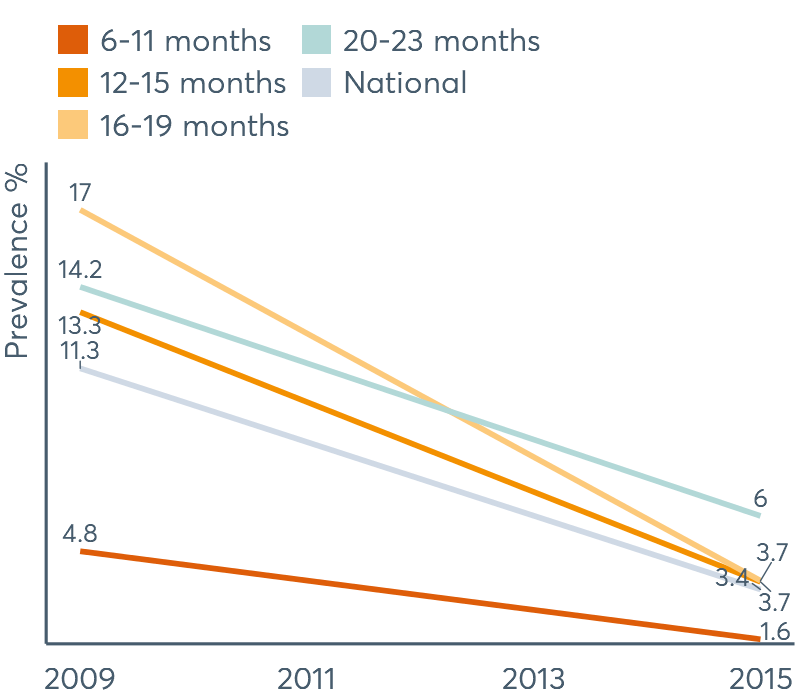 6-11 months
20-23 months
12-15 months
National
16-19 months
Prevalence %
17
14.2
13.3
11.3
4.8
6
3.7
3.4
3.7
1.6
2009
2011
2013
2015